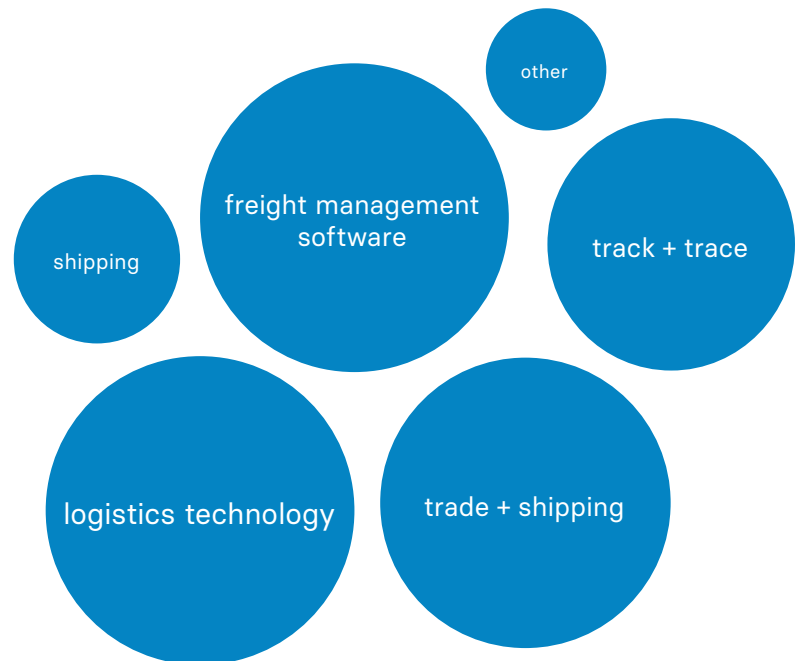 other
freight management
software
track + trace
shipping
logistics technology
trade + shipping